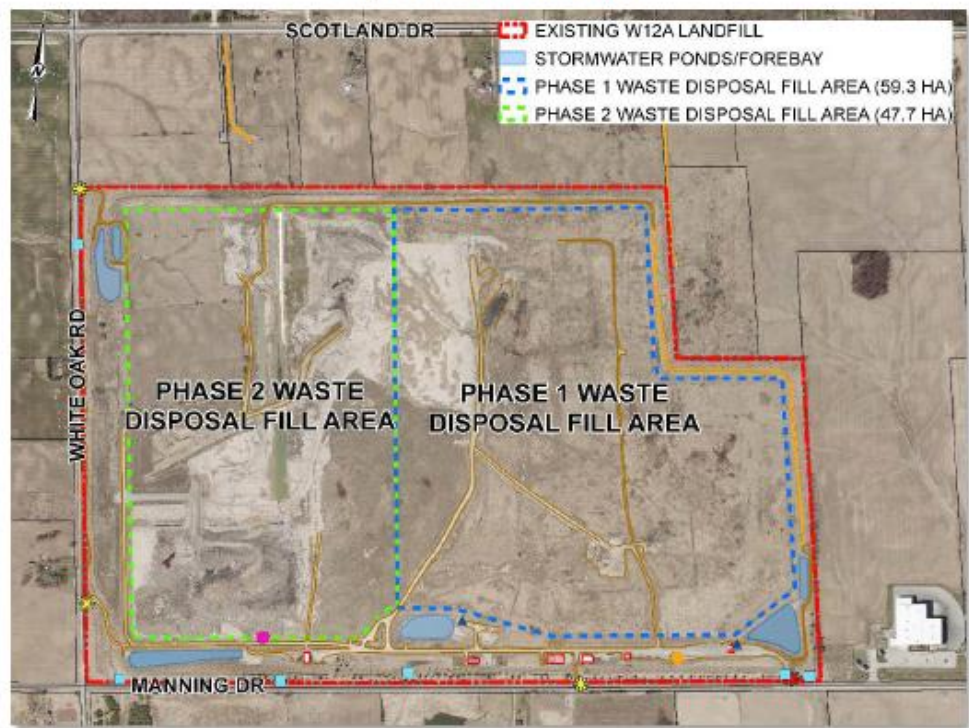 SCOTLAND DR
EXISTING W12A LANDFILL
STORMWATER PONDS/FOREBAY
PHASE 1 WASTE DISPOSAL FILL AREA (59.3 HA)
PHASE 2 WASTE DISPOSAL FILL AREA (47.7 HA)
WHITE OAK RD
PHASE 2 WASTE
DISPOSAL FILL AREA
PHASE 1 WASTE
DISPOSAL FILL AREA
MANNING DR